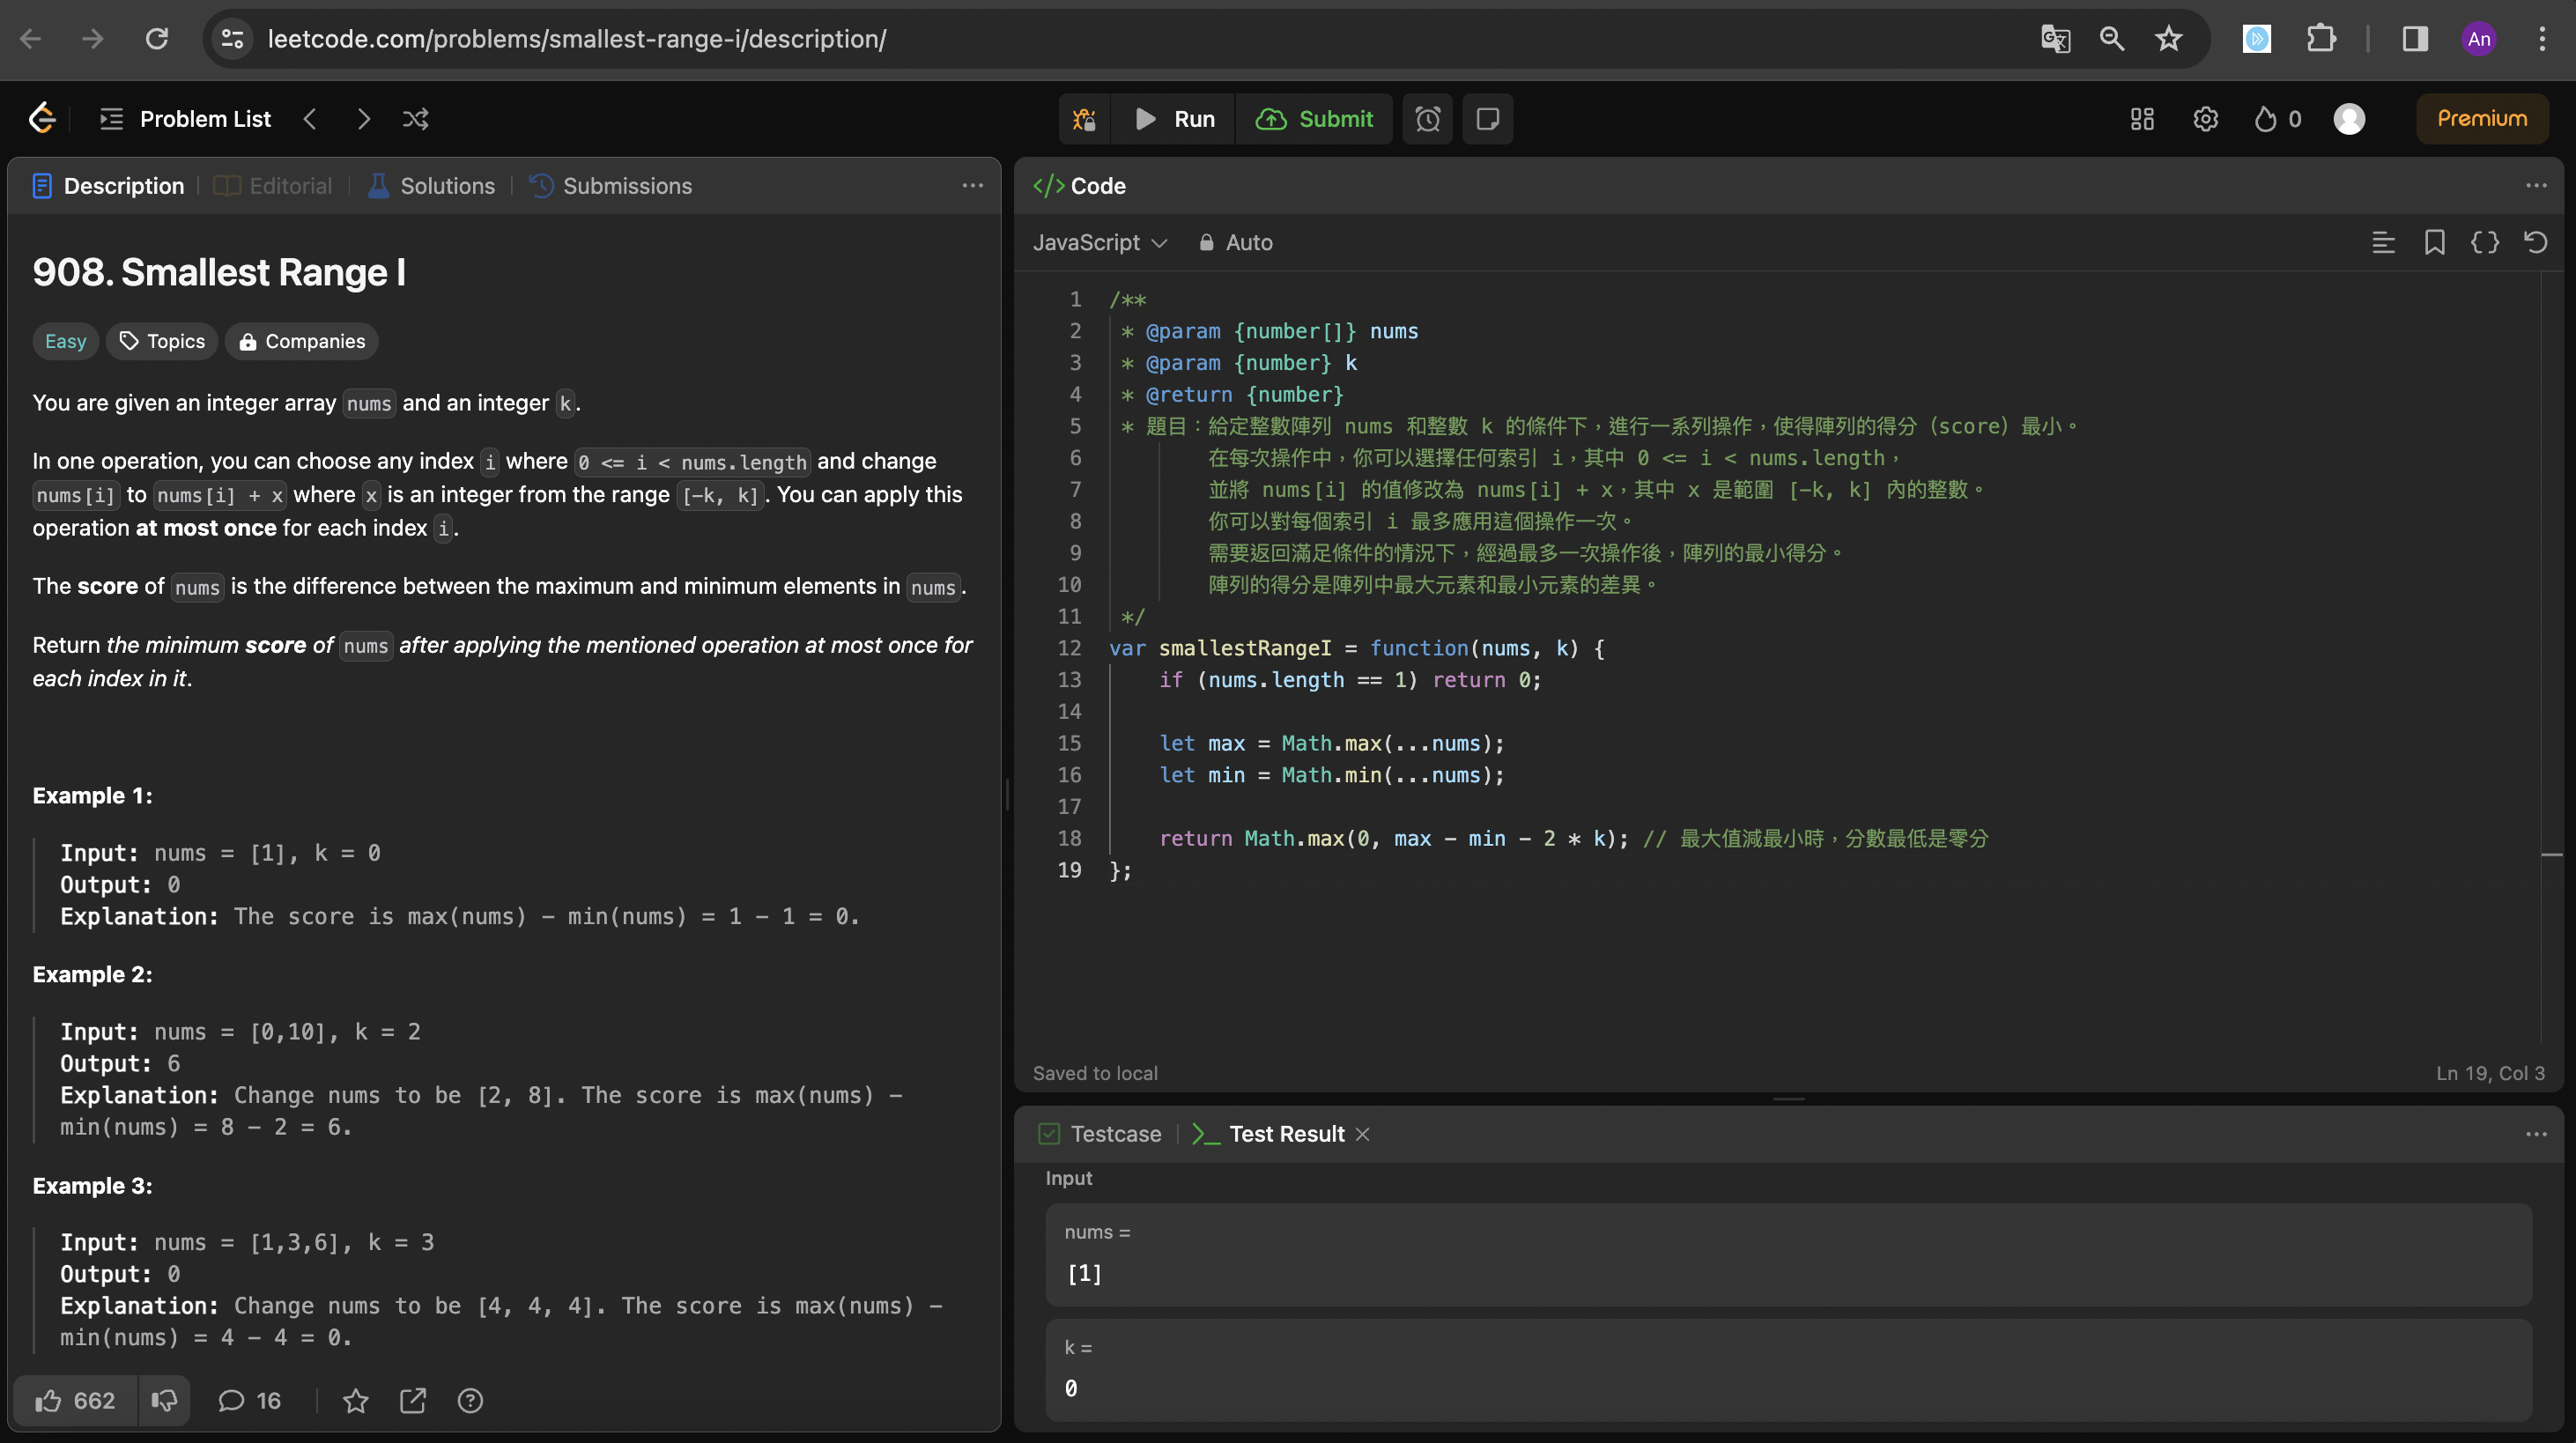 leetcode.com/problems/smallest-range-i/description/
An
Problem List
Run
Submit
0
Premium
Description
Editorial
Solutions
Submissions
908. Smallest Range I
Easy
Topics
Companies
You are given an integer array nums and an integer k.
In one operation, you can choose any index i where 0 <= i < nums.length and change
nums[i] to nums[i] + x where x is an integer from the range [-k, k]. You can apply this
operation at most once for each index i.
The score of nums is the difference between the maximum and minimum elements in nums.
Return the minimum score of nums after applying the mentioned operation at most once for
each index in it.
Example 1:
Input: nums = [1], k = 0
Output: 0
Explanation: The score is max(nums) - min(nums) = 1 - 1 = 0.
Example 2:
Input: nums = [0,10], k = 2
Output: 6
Explanation: Change nums to be [2, 8]. The score is max(nums) -
min(nums) = 8 - 2 = 6.
Example 3:
Input: nums = [1,3,6], k = 3
Output: 0
Explanation: Change nums to be [4, 4, 4]. The score is max(nums) -
min(nums) = 4 - 4 = 0.
662
16
</> Code
JavaScript
Auto
1 /**
2 * @param {number[]} nums
3 * @param {number} k
4 * @return {number}
5 * 題目：給定整數陣列 nums 和整數 k 的條件下，進行一系列操作，使得陣列的得分（score）最小。
6 在每次操作中，你可以選擇任何索引 i，其中 0 <= i < nums.length，
7 並將 nums[i] 的值修改為 nums[i] + x，其中 x 是範圍 [-k, k] 內的整數。
8 你可以對每個索引 i 最多應用這個操作一次。
9 需要返回滿足條件的情況下，經過最多一次操作後，陣列的最小得分。
10 陣列的得分是陣列中最大元素和最小元素的差異。
11 */
12 var smallestRangeI = function(nums, k) {
13 if (nums.length == 1) return 0;
14
15 let max = Math.max(...nums);
16 let min = Math.min(...nums);
17
18 return Math.max(0, max - min - 2 * k); // 最大值減最小時，分數最低是零分
19 };
Saved to local
Ln 19, Col 3
Testcase
Test Result
Input
nums =
[1]
k =
0